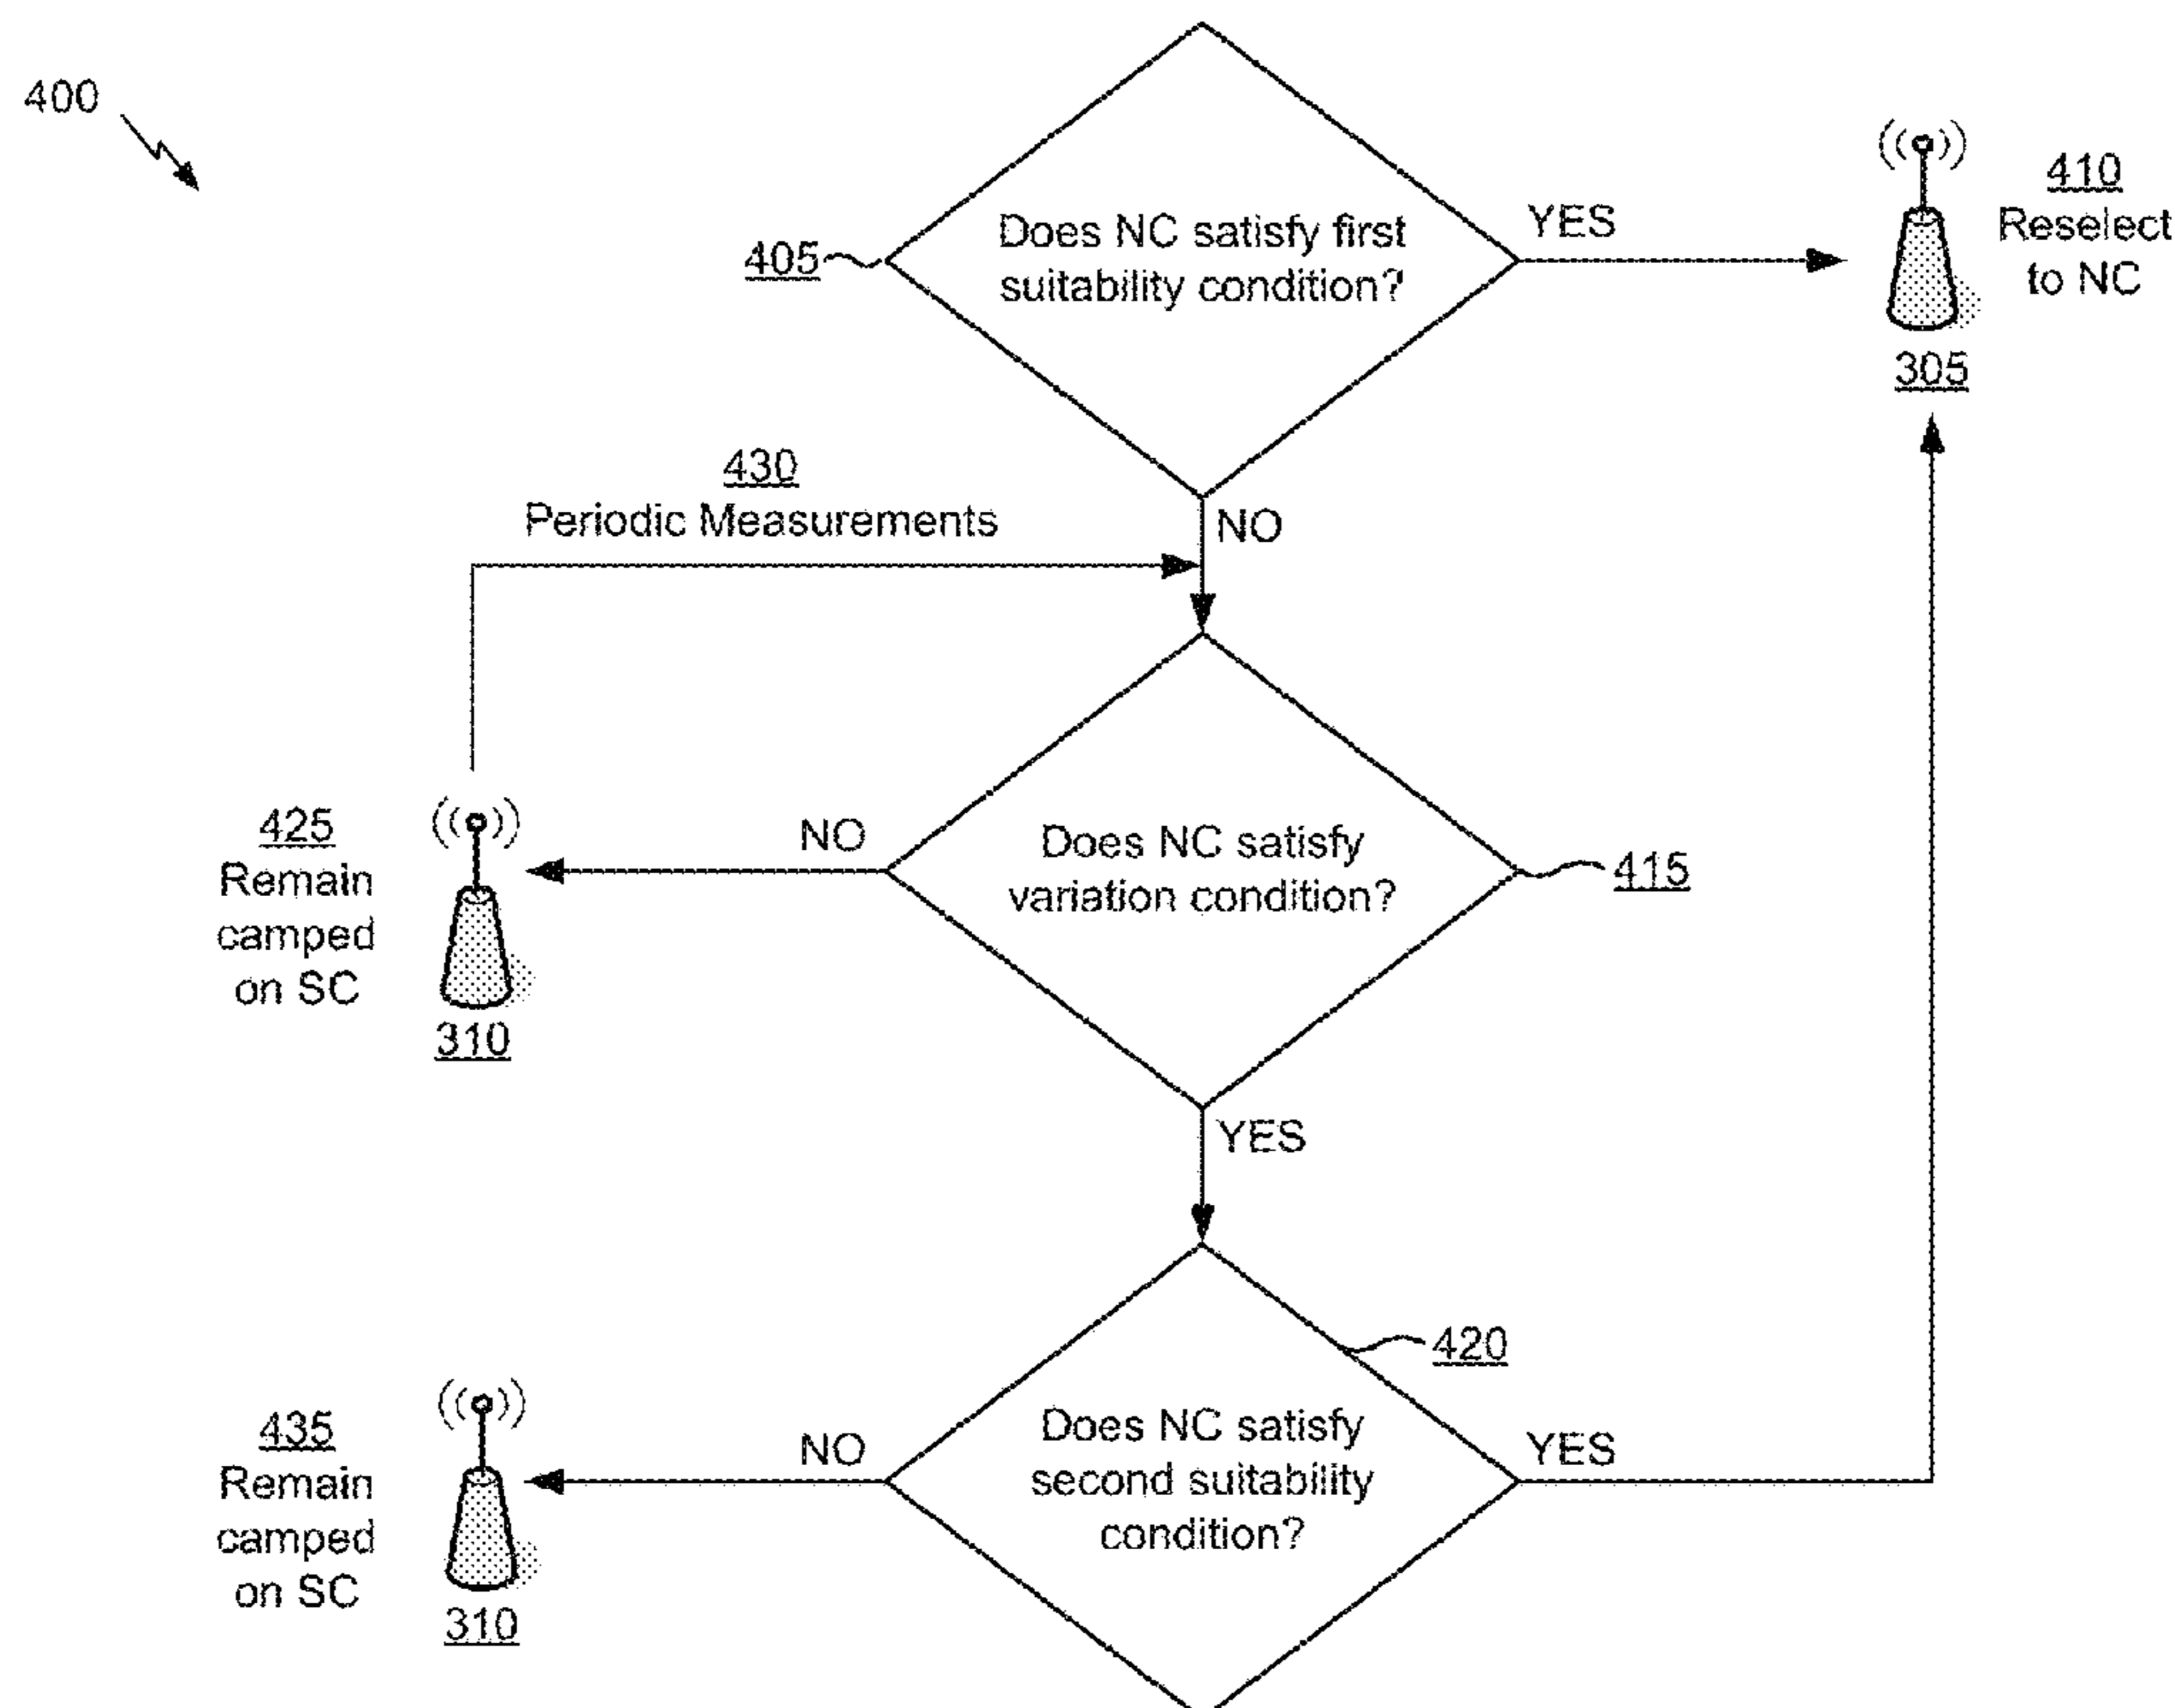 400
405
Does NC satisfy first
suitability condition?
YES
410
Reselect
to NC
305
430
Periodic Measurements
NO
425
Remain
camped
on SC
310
NO
Does NC satisfy
variation condition?
415
YES
420
435
Remain
camped
on SC
310
NO
Does NC satisfy
second suitability
condition?
YES